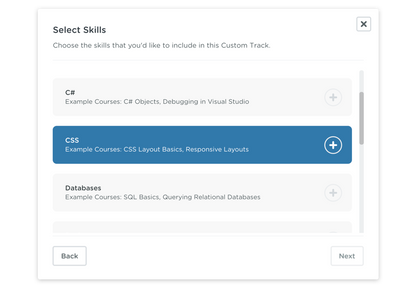 Select Skills
Choose the skills that you'd like to include in this Custom Track.
C#
Example Courses: C# Objects, Debugging in Visual Studio
CSS
Example Courses: CSS Layout Basics, Responsive Layouts
Databases
Example Courses: SQL Basics, Querying Relational Databases
Back
Next